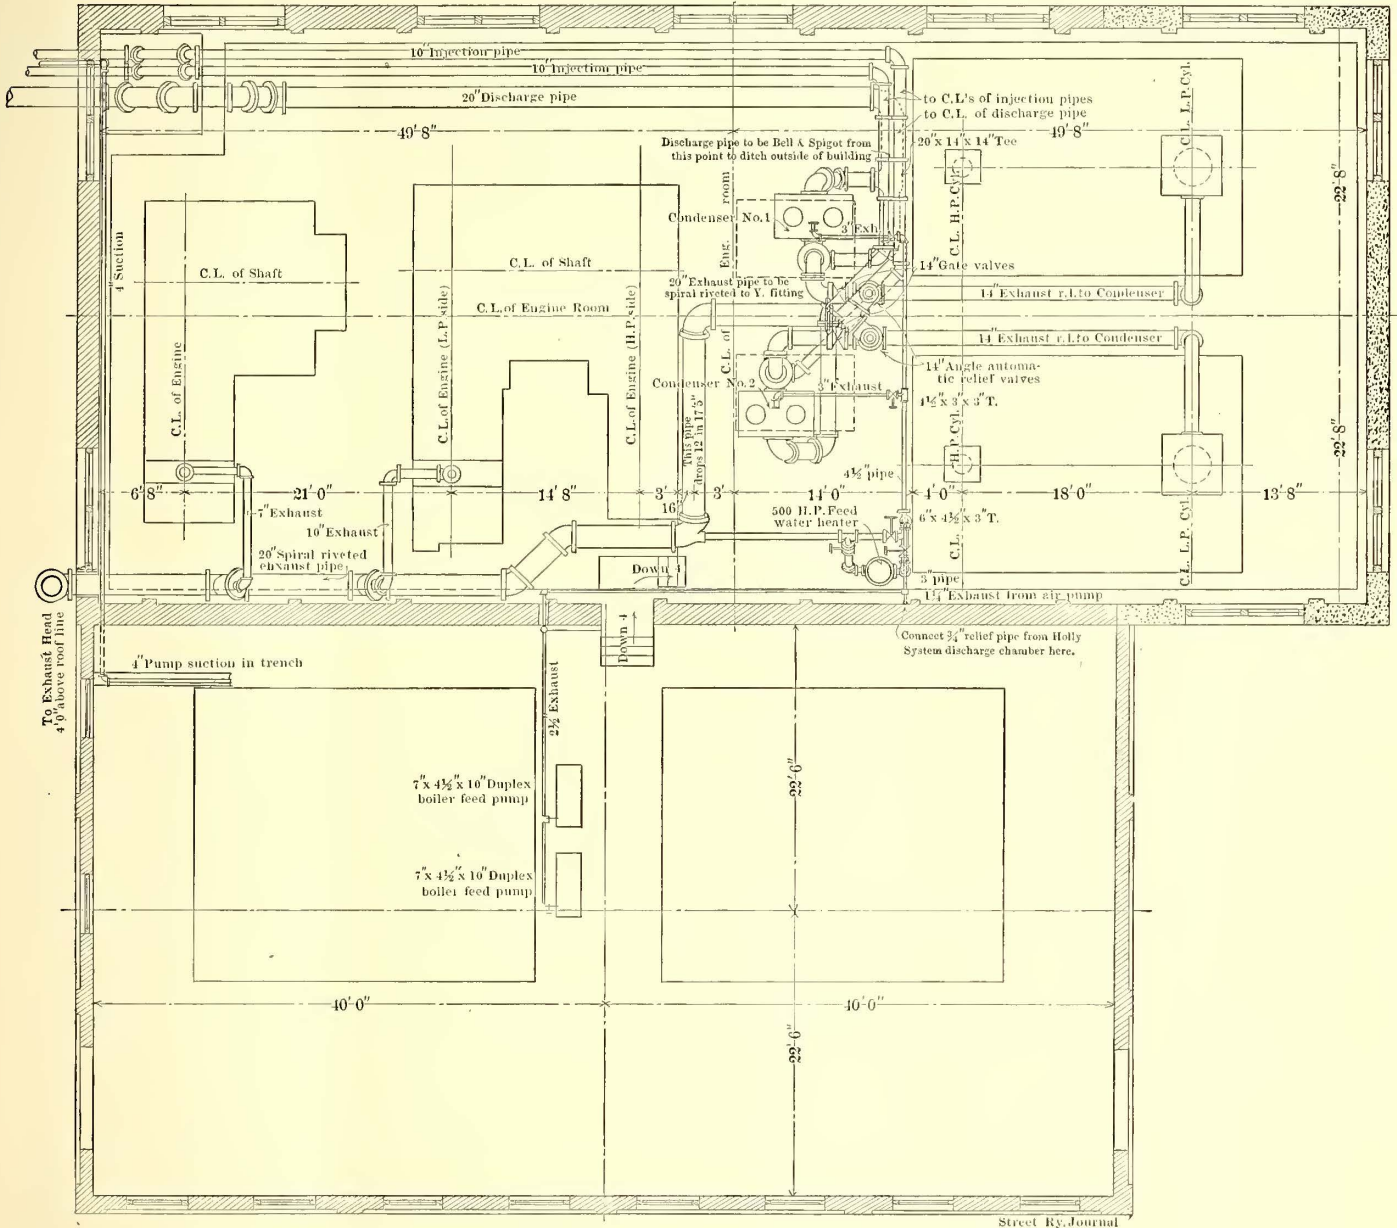 10" Injection pipe
10" Injection pipe
20" Discharge pipe
to C.L's of injection pipes
to C.L. of discharge pipe
49'8"
49'8"
20"x 14"x 14" Tee
Discharge pipe to be Bell & Spigot from
this point to ditch outside of building
C.L. L.P. Cyl.
C.L. H.P. Cyl.
22'-8"
4" Suction
Condenser No.1
3" Exh.
C.L. of Eng. room
C.L. of Shaft
C.L. of Shaft
14" Gate valves
20" Exhaust pipe to be
spiral riveted to Y. fitting
14" Exhaust r.l. to Condenser
C.L. of Engine Room
14" Exhaust r.l. to Condenser
C.L. of Engine
C.L. of Engine (L.P. side)
C.L. of Engine (H.P. side)
14" Angle automa-
tic relief valves
Condenser No.2
3" Exhaust
4½"x 3"x 3" T.
This pipe
drops 12" in 17'5"
22'-8"
C.L. H.P. Cyl.
C.L. L.P. Cyl.
4½" pipe
6'8"
21'0"
14'8"
3'
3'
14'0"
4'0"
18'0"
13'8"
16"
7" Exhaust
10" Exhaust
500 H.P. Feed
water heater
6"x 4½"x 3" T.
20" Spiral riveted
exhaust pipe
Down 4
3" pipe
1¼" Exhaust from air pump
Connect ¾" relief pipe from Holly
System discharge chamber here.
To Exhaust Head
4'0" above roof line
Down 4
4" Pump suction in trench
2½" Exhaust
7"x 4½"x 10" Duplex
boiler feed pump
22'6"
7"x 4½"x 10" Duplex
boiler feed pump
40'0"
40'0"
22'6"
Street Ry. Journal